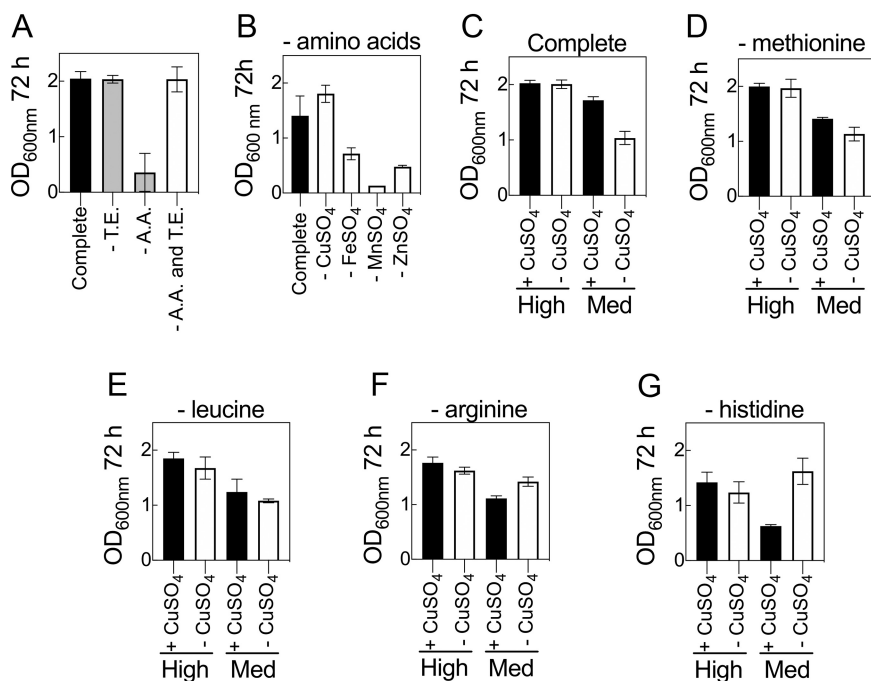 A
OD600nm 72 h
2
1
0
Complete
- T.E.
- A.A.
- A.A. and T.E.
B
- amino acids
OD600 nm 72h
2
1
0
Complete
- CuSO4
- FeSO4
- MnSO4
- ZnSO4
C
Complete
OD600nm 72 h
2
1
0
+ CuSO4
- CuSO4
+ CuSO4
- CuSO4
High
Med
D
- methionine
OD600nm 72 h
2
1
0
+ CuSO4
- CuSO4
+ CuSO4
- CuSO4
High
Med
E
- leucine
OD600nm 72 h
2
1
0
+ CuSO4
- CuSO4
+ CuSO4
- CuSO4
High
Med
F
- arginine
OD600nm 72 h
2
1
0
+ CuSO4
- CuSO4
+ CuSO4
- CuSO4
High
Med
G
- histidine
OD600nm 72 h
2
1
0
+ CuSO4
- CuSO4
+ CuSO4
- CuSO4
High
Med